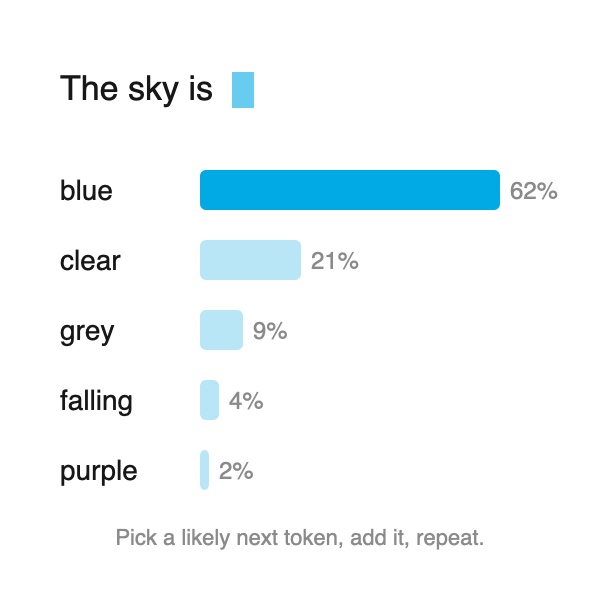 The sky is
blue 62%
clear 21%
grey 9%
falling 4%
purple 2%
Pick a likely next token, add it, repeat.